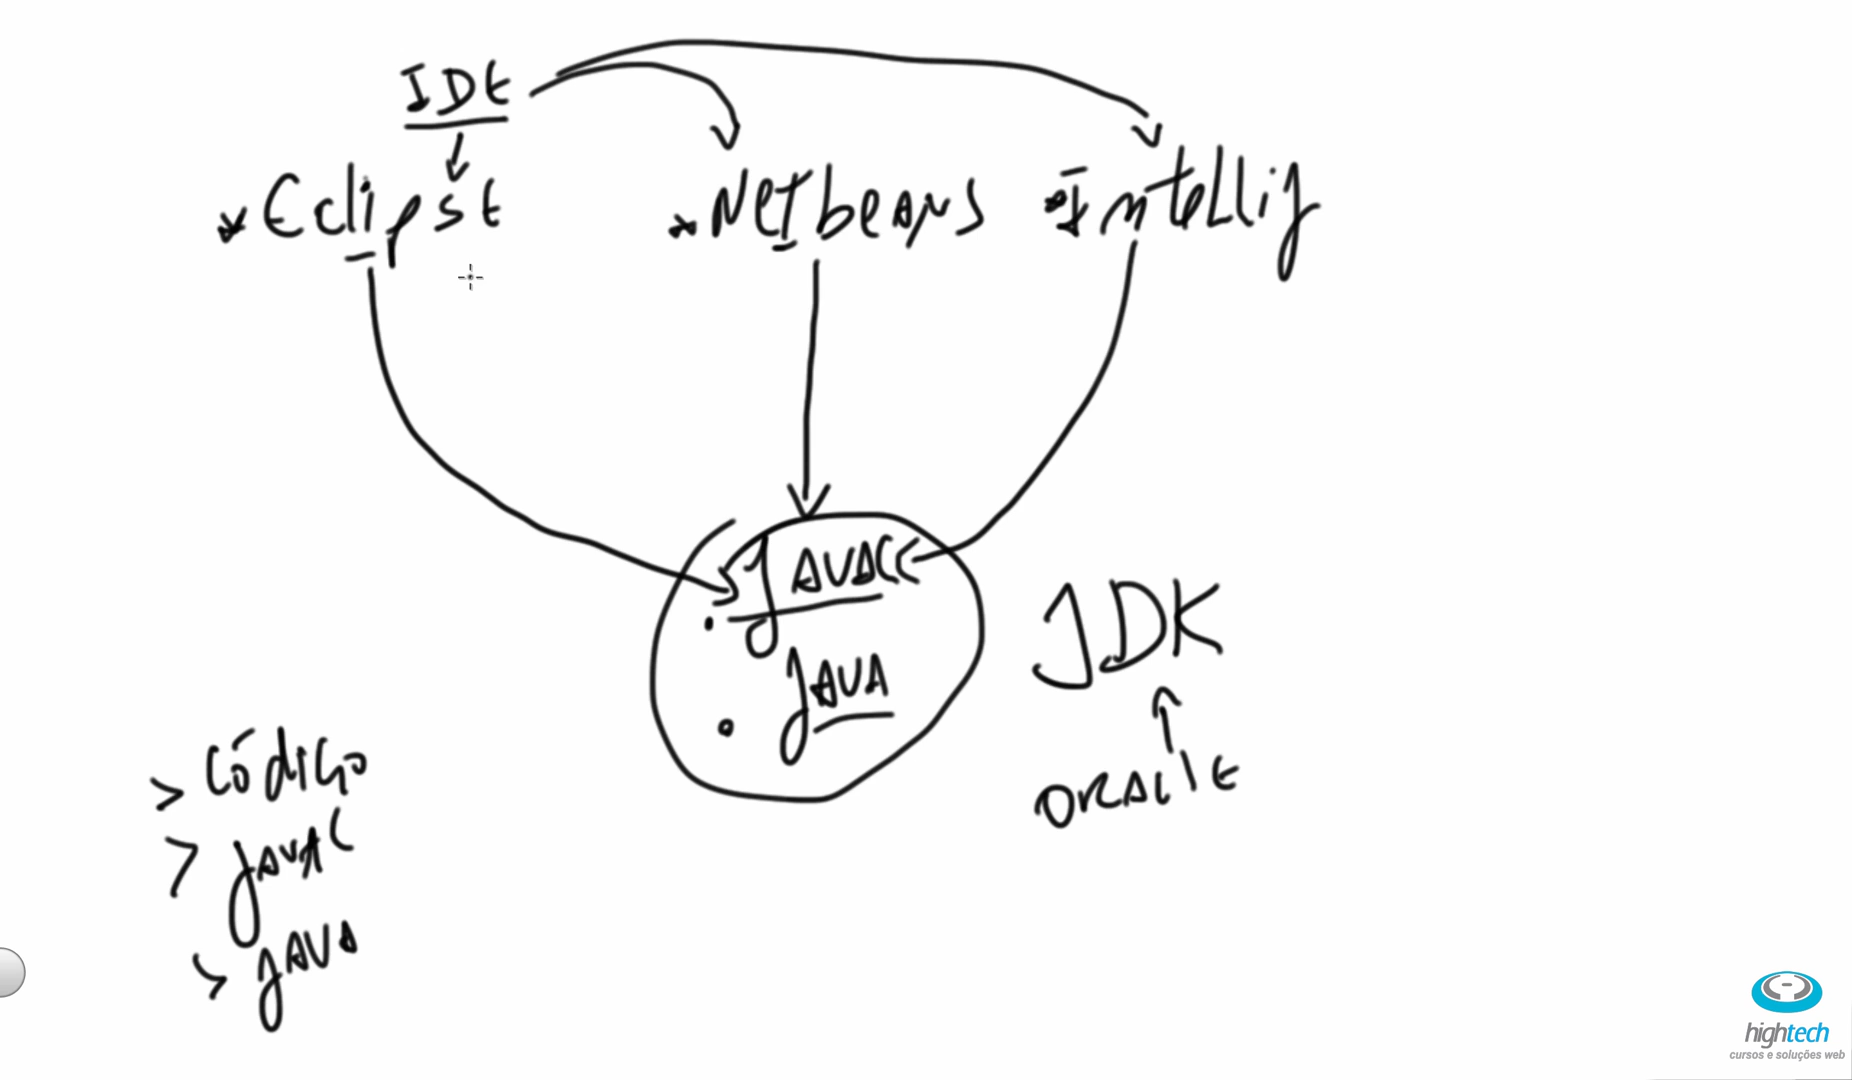 IDE
Eclipse Netbeans Intellij
JAVAC
JAVA
JDK
ORACLE
> CÓDIGO
> JAVAC
> JAVA
hightech
cursos e soluções web